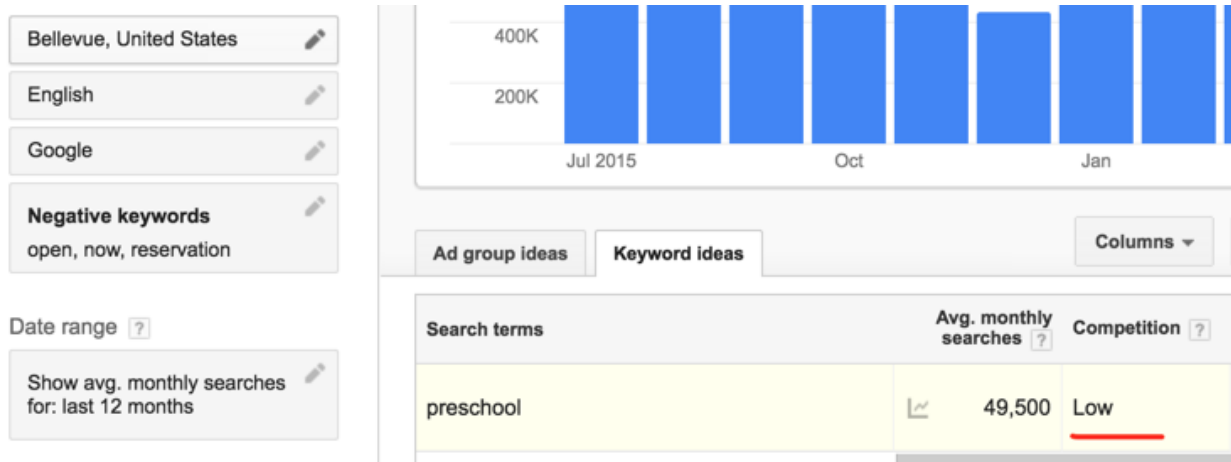 Bellevue, United States
English
Google
Negative keywords
open, now, reservation
Date range ?
Show avg. monthly searches
for: last 12 months
400K
200K
Jul 2015 Oct Jan
Ad group ideas Keyword ideas Columns
Search terms Avg. monthly searches ? Competition ?
preschool 49,500 Low